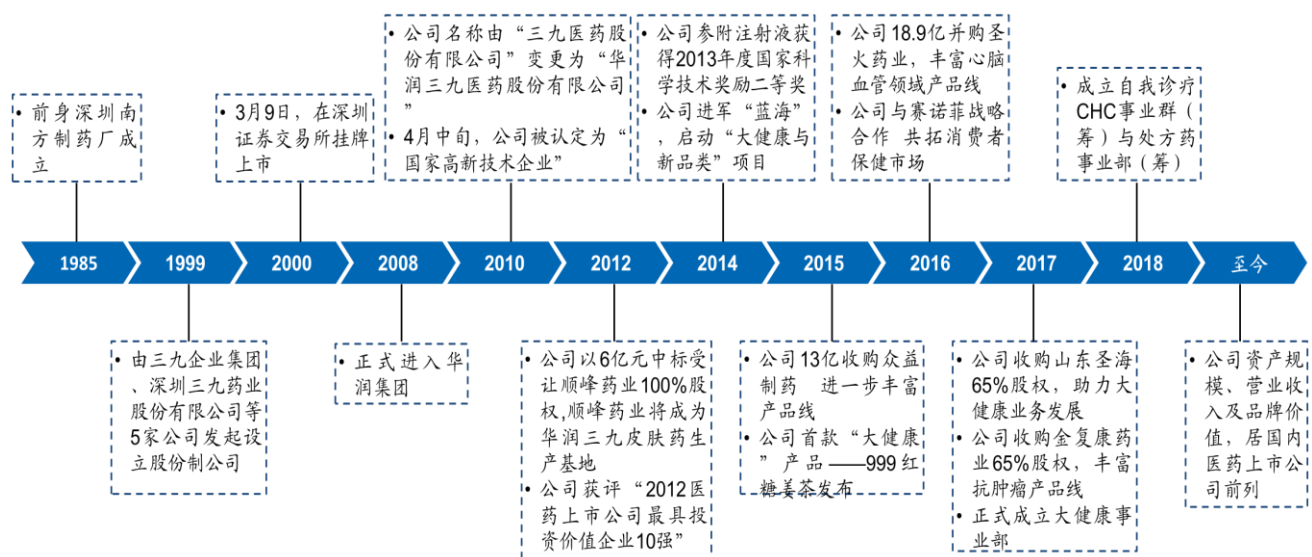 • 前身深圳南
方制药厂成
立
• 3月9日，在深圳
证券交易所挂牌
上市
• 公司名称由“三九医药股
份有限公司”变更为“华
润三九医药股份有限公司
”
• 4月中旬，公司被认定为“
国家高新技术企业”
• 公司参附注射液获
得2013年度国家科
学技术奖励二等奖
• 公司进军“蓝海”
，启动“大健康与
新品类”项目
• 公司18.9亿并购圣
火药业，丰富心脑
血管领域产品线
• 公司与赛诺菲战略
合作 共拓消费者
保健市场
• 成立自我诊疗
CHC事业群（
筹）与处方药
事业部（筹）
1985
1999
2000
2008
2010
2012
2014
2015
2016
2017
2018
至今
• 由三九企业集团
、深圳三九药业
股份有限公司等
5家公司发起设
立股份制公司
• 正式进入华
润集团
• 公司以6亿元中标受
让顺峰药业100%股
权,顺峰药业将成为
华润三九皮肤药生
产基地
• 公司获评“2012医
药上市公司最具投
资价值企业10强”
• 公司13亿收购众益
制药 进一步丰富
产品线
• 公司首款“大健康
”产品——999红
糖姜茶发布
• 公司收购山东圣海
65%股权，助力大
健康业务发展
• 公司收购金复康药
业65%股权，丰富
抗肿瘤产品线
• 正式成立大健康事
业部
• 公司资产规
模、营业收
入及品牌价
值，居国内
医药上市公
司前列